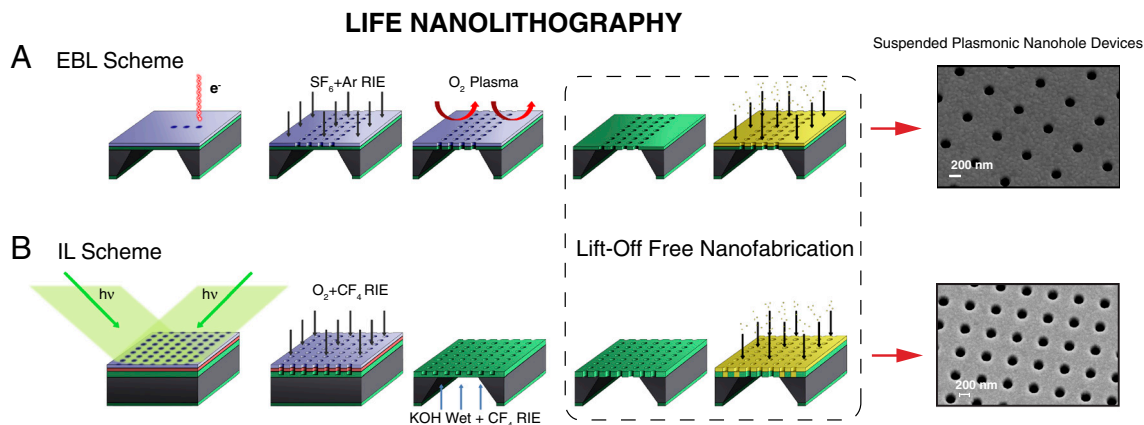 LIFE NANOLITHOGRAPHY
A EBL Scheme
e-
SF6+Ar RIE
O2 Plasma
Suspended Plasmonic Nanohole Devices
200 nm
B IL Scheme
hν hν
O2+CF4 RIE
KOH Wet + CF4 RIE
Lift-Off Free Nanofabrication
200 nm